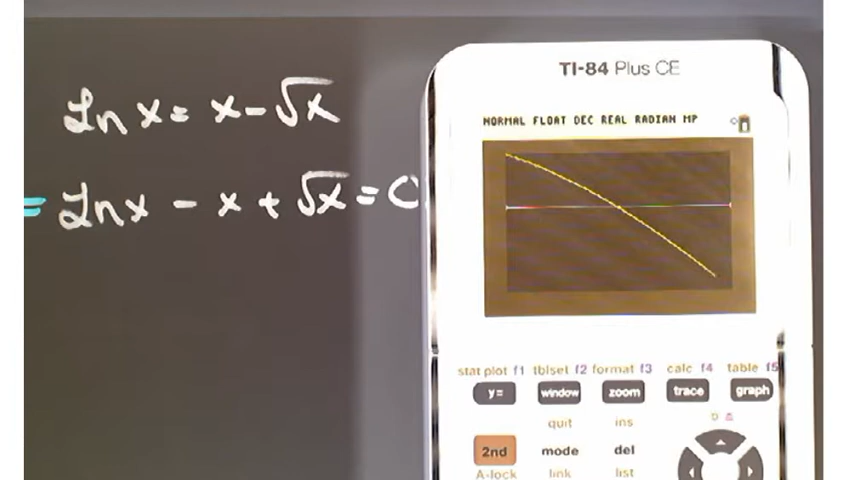 ln x = x - √x
= ln x - x + √x = 0
TI-84 Plus CE
NORMAL FLOAT DEC REAL RADIAN MP
stat plot f1 tblset f2 format f3 calc f4 table f5
y= window zoom trace graph
quit ins
2nd mode del
A-lock link list